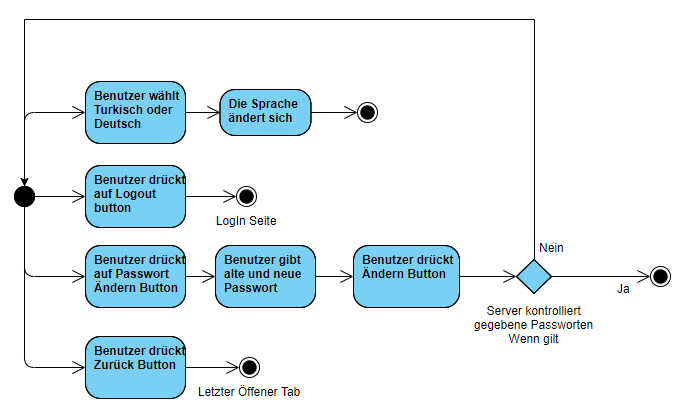 Benutzer wählt
Turkisch oder
Deutsch
Die Sprache
ändert sich
Benutzer drückt
auf Logout
button
LogIn Seite
Benutzer drückt
auf Passwort
Ändern Button
Benutzer gibt
alte und neue
Passwort
Benutzer drückt
Ändern Button
Nein
Ja
Server kontrolliert
gegebene Passworten
Wenn gilt
Benutzer drückt
Zurück Button
Letzter Öffener Tab